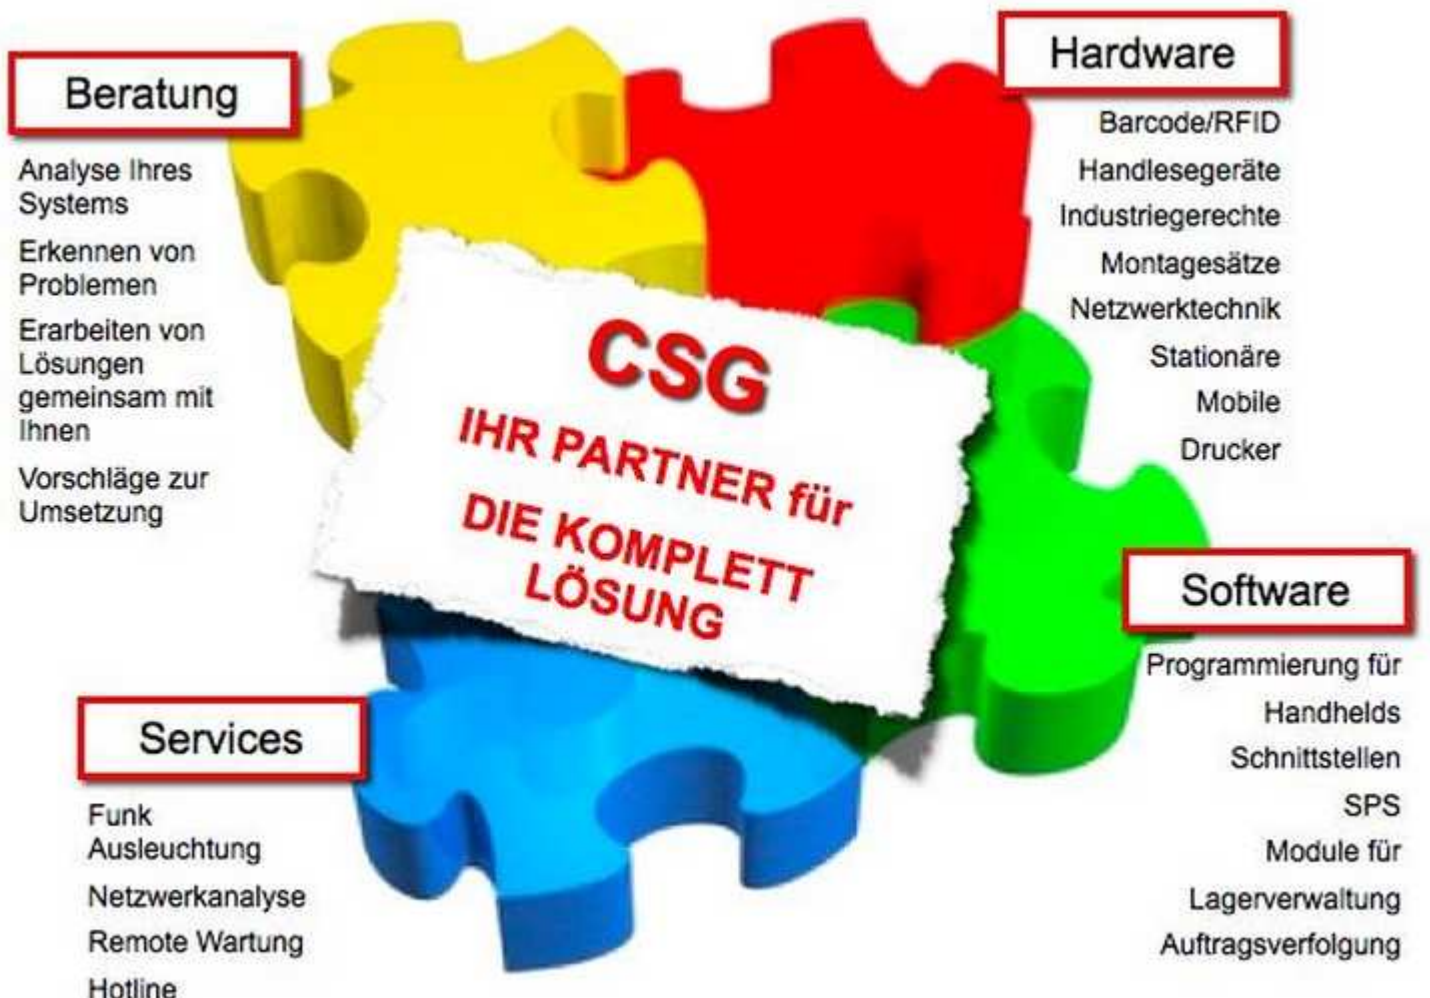 Beratung
Analyse Ihres
Systems
Erkennen von
Problemen
Erarbeiten von
Lösungen
gemeinsam mit
Ihnen
Vorschläge zur
Umsetzung
Hardware
Barcode/RFID
Handlesegeräte
Industriegerechte
Montagesätze
Netzwerktechnik
Stationäre
Mobile
Drucker
CSG
IHR PARTNER für
DIE KOMPLETT
LÖSUNG
Software
Programmierung für
Handhelds
Schnittstellen
SPS
Module für
Lagerverwaltung
Auftragsverfolgung
Services
Funk
Ausleuchtung
Netzwerkanalyse
Remote Wartung
Hotline